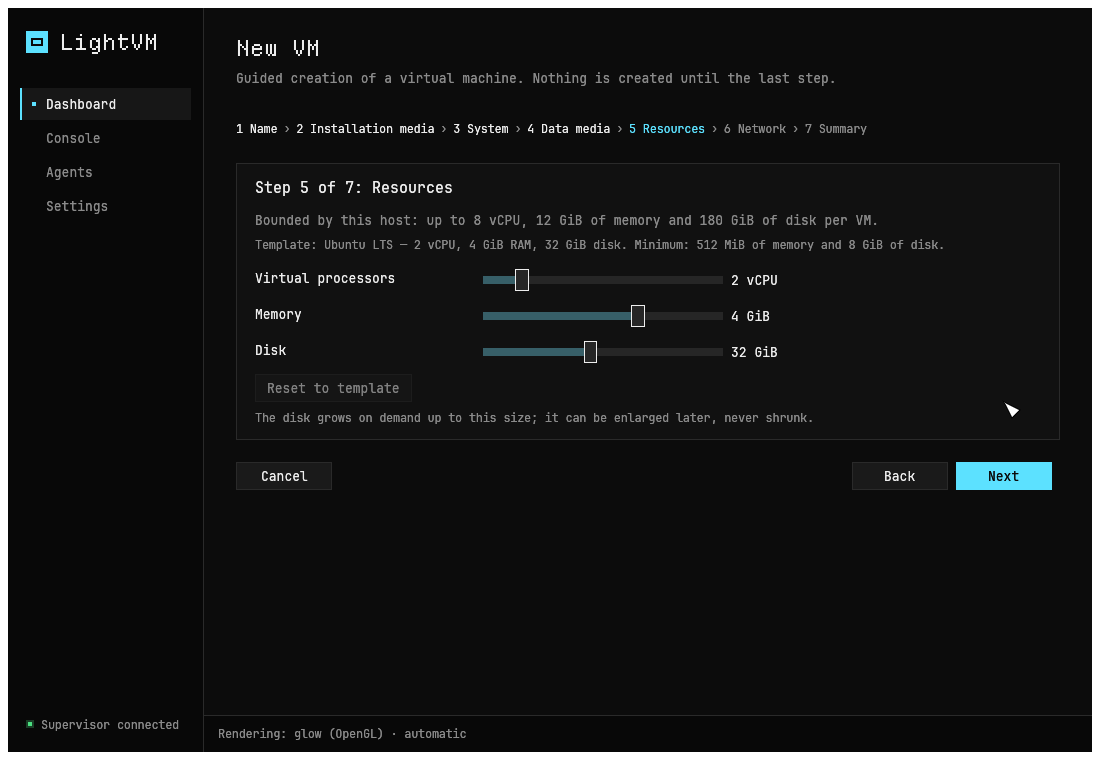 LightVM
Dashboard
Console
Agents
Settings
Supervisor connected
New VM
Guided creation of a virtual machine. Nothing is created until the last step.
1 Name › 2 Installation media › 3 System › 4 Data media › 5 Resources › 6 Network › 7 Summary
Step 5 of 7: Resources
Bounded by this host: up to 8 vCPU, 12 GiB of memory and 180 GiB of disk per VM.
Template: Ubuntu LTS — 2 vCPU, 4 GiB RAM, 32 GiB disk. Minimum: 512 MiB of memory and 8 GiB of disk.
Virtual processors 2 vCPU
Memory 4 GiB
Disk 32 GiB
Reset to template
The disk grows on demand up to this size; it can be enlarged later, never shrunk.
Cancel Back Next
Rendering: glow (OpenGL) · automatic